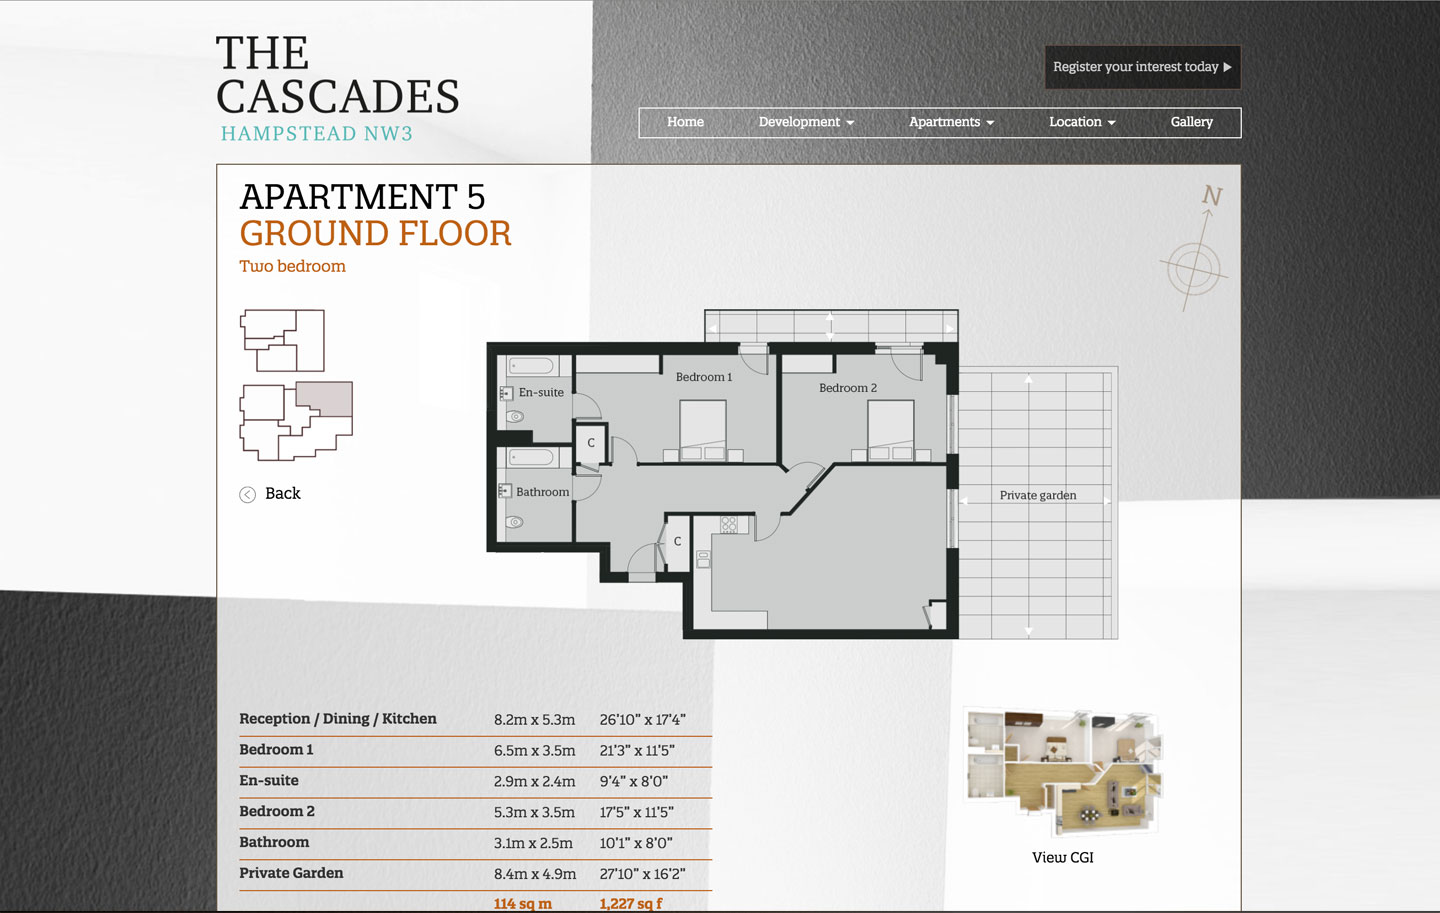 THE
CASCADES
HAMPSTEAD NW3
Register your interest today
Home Development Apartments Location Gallery
APARTMENT 5
GROUND FLOOR
Two bedroom
N
Back
En-suite
Bedroom 1
Bedroom 2
C
Bathroom
Private garden
C
Reception / Dining / Kitchen 8.2m x 5.3m 26'10" x 17'4"
Bedroom 1 6.5m x 3.5m 21'3" x 11'5"
En-suite 2.9m x 2.4m 9'4" x 8'0"
Bedroom 2 5.3m x 3.5m 17'5" x 11'5"
Bathroom 3.1m x 2.5m 10'1" x 8'0"
Private Garden 8.4m x 4.9m 27'10" x 16'2"
114 sq m 1,227 sq f
View CGI